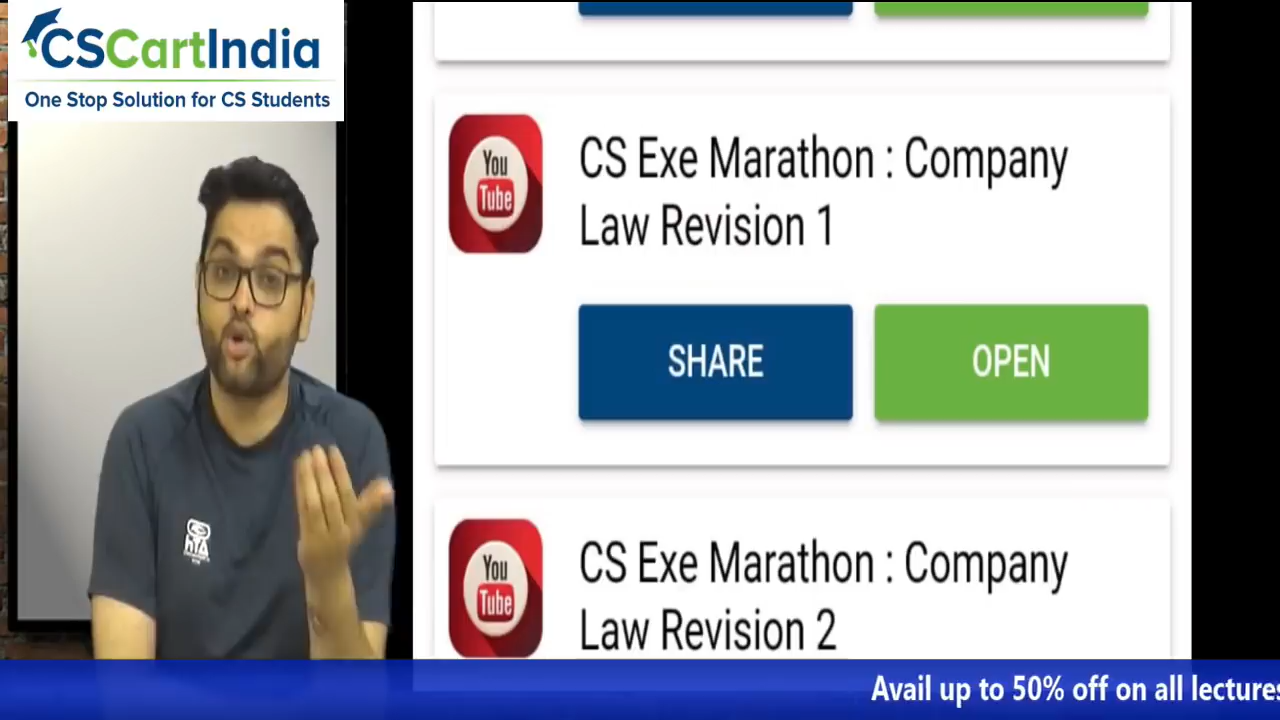 CSCartIndia
One Stop Solution for CS Students
You
Tube
CS Exe Marathon : Company
Law Revision 1
SHARE
OPEN
You
Tube
CS Exe Marathon : Company
Law Revision 2
Avail up to 50% off on all lectures